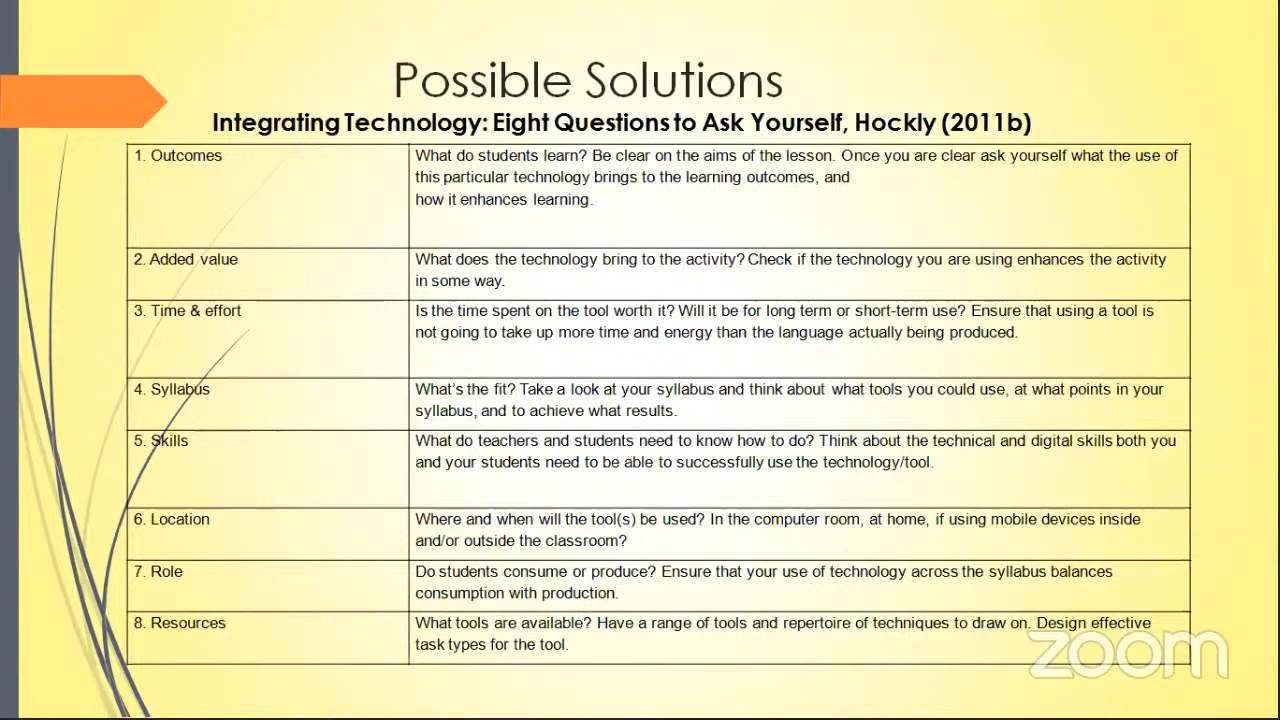 Possible Solutions
Integrating Technology: Eight Questions to Ask Yourself, Hockly (2011b)
1. Outcomes
What do students learn? Be clear on the aims of the lesson. Once you are clear ask yourself what the use of
this particular technology brings to the learning outcomes, and
how it enhances learning.
2. Added value
What does the technology bring to the activity? Check if the technology you are using enhances the activity
in some way.
3. Time & effort
Is the time spent on the tool worth it? Will it be for long term or short-term use? Ensure that using a tool is
not going to take up more time and energy than the language actually being produced.
4. Syllabus
What's the fit? Take a look at your syllabus and think about what tools you could use, at what points in your
syllabus, and to achieve what results.
5. Skills
What do teachers and students need to know how to do? Think about the technical and digital skills both you
and your students need to be able to successfully use the technology/tool.
6. Location
Where and when will the tool(s) be used? In the computer room, at home, if using mobile devices inside
and/or outside the classroom?
7. Role
Do students consume or produce? Ensure that your use of technology across the syllabus balances
consumption with production.
8. Resources
What tools are available? Have a range of tools and repertoire of techniques to draw on. Design effective
task types for the tool.
zoom